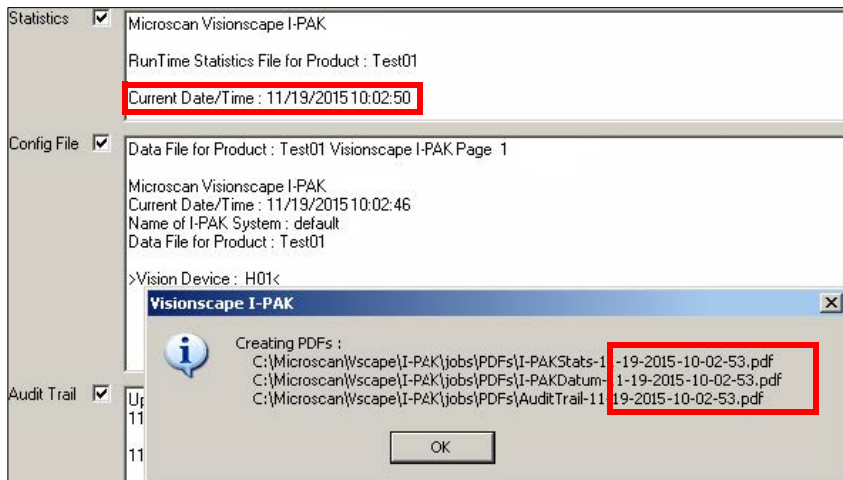 Statistics
Microscan Visionscape I-PAK
RunTime Statistics File for Product : Test01
Current Date/Time : 11/19/2015 10:02:50
Config File
Data File for Product : Test01 Visionscape I-PAK Page 1
Microscan Visionscape I-PAK
Current Date/Time : 11/19/2015 10:02:46
Name of I-PAK System : default
Data File for Product : Test01
>Vision Device : H01<
Visionscape I-PAK
Creating PDFs :
C:\Microscan\Vscape\I-PAK\jobs\PDFs\I-PAKStats-11-19-2015-10-02-53.pdf
C:\Microscan\Vscape\I-PAK\jobs\PDFs\I-PAKDatum-11-19-2015-10-02-53.pdf
C:\Microscan\Vscape\I-PAK\jobs\PDFs\AuditTrail-11-19-2015-10-02-53.pdf
OK
Audit Trail
11
11